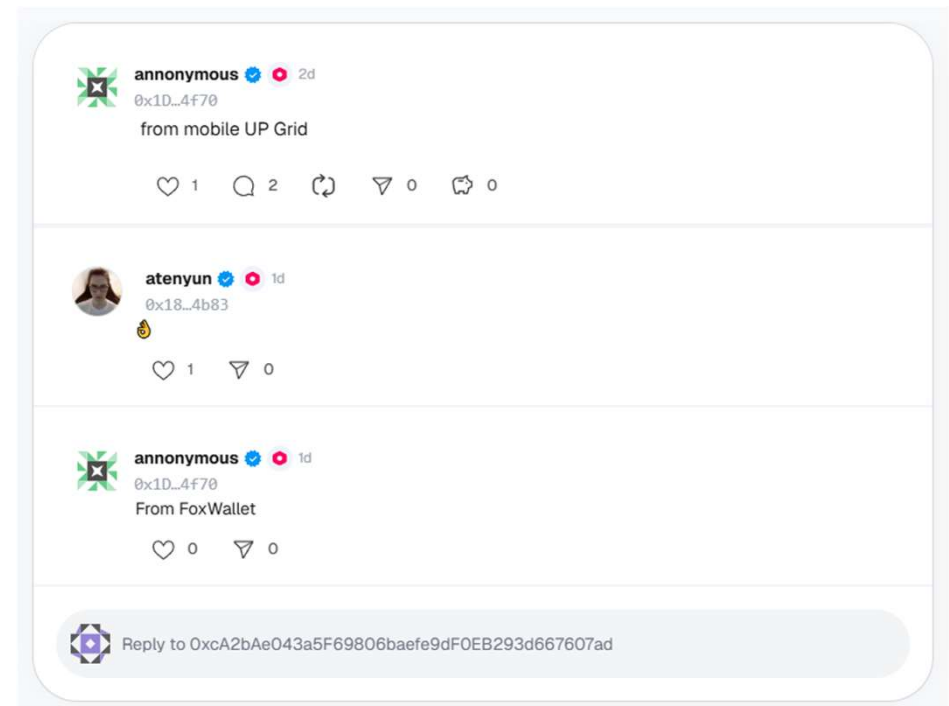 annonymous 2d
0x1D…4f70
from mobile UP Grid
1 2 0 0
atenyun 1d
0x18…4b83
👌
1 0
annonymous 1d
0x1D…4f70
From FoxWallet
0 0
Reply to 0xcA2bAe043a5F69806baefe9dF0EB293d667607ad